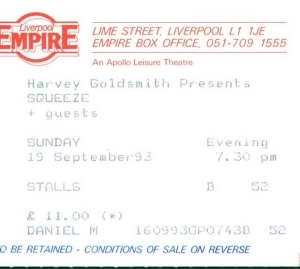 Liverpool
EMPIRE
LIME STREET, LIVERPOOL L1 1JE
EMPIRE BOX OFFICE, 051-709 1555
An Apollo Leisure Theatre
Harvey Goldsmith Presents
SQUEEZE
+ guests
SUNDAY Evening
19 September93 7.30 pm
STALLS B 52
£ 11.00 (*)
DANIEL M 160993GP0743B 52
TO BE RETAINED - CONDITIONS OF SALE ON REVERSE